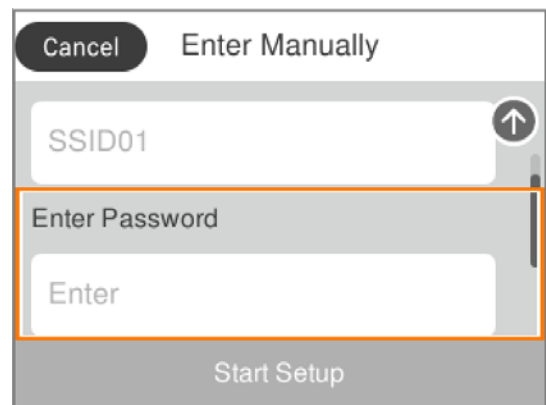 Cancel Enter Manually
SSID01
Enter Password
Enter
Start Setup